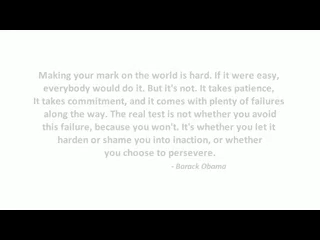 Making your mark on the world is hard. If it were easy,
everybody would do it. But it's not. It takes patience,
It takes commitment, and it comes with plenty of failures
along the way. The real test is not whether you avoid
this failure, because you won't. It's whether you let it
harden or shame you into inaction, or whether
you choose to persevere.
- Barack Obama